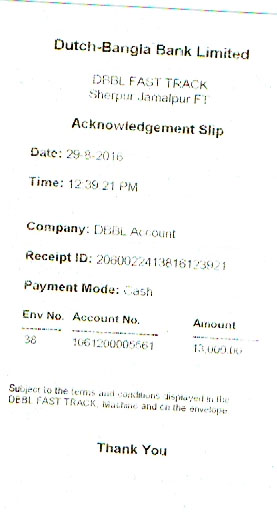 Dutch-Bangla Bank Limited
DBBL FAST TRACK
Sherpur Jamalpur FT
Acknowledgement Slip
Date: 29-8-2016
Time: 12:39:21 PM
Company: DBBL Account
Receipt ID:
Payment Mode: Cash
Env No. Account No. Amount
38 13,000.00
Subject to the terms and conditions displayed in the
DBBL FAST TRACK, Machine and on the envelope
Thank You